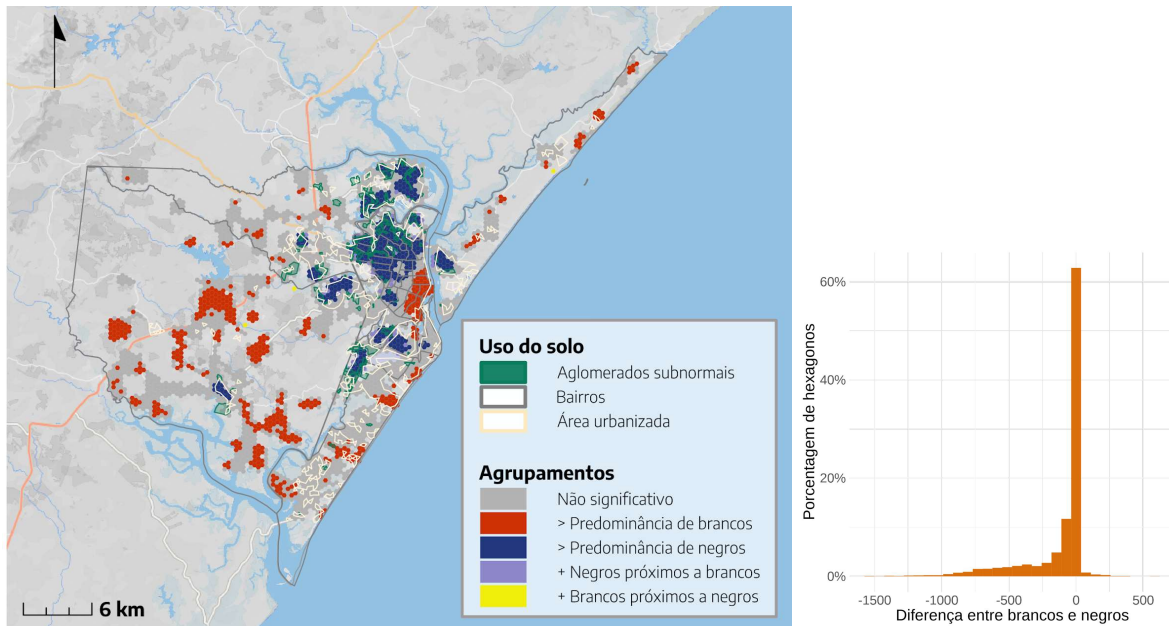 Uso do solo
Aglomerados subnormais
Bairros
Área urbanizada
Agrupamentos
Não significativo
> Predominância de brancos
> Predominância de negros
+ Negros próximos a brancos
+ Brancos próximos a negros
6 km
Porcentagem de hexagonos
60%
40%
20%
0%
-1500
-1000
-500
0
500
Diferença entre brancos e negros